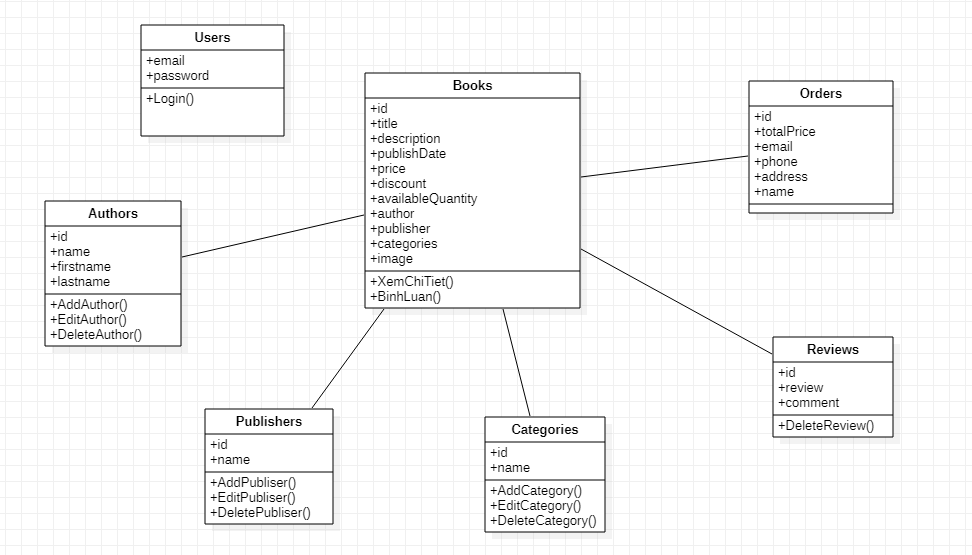 Users
+email
+password
+Login()
Books
+id
+title
+description
+publishDate
+price
+discount
+availableQuantity
+author
+publisher
+categories
+image
+XemChiTiet()
+BinhLuan()
Orders
+id
+totalPrice
+email
+phone
+address
+name
Authors
+id
+name
+firstname
+lastname
+AddAuthor()
+EditAuthor()
+DeleteAuthor()
Reviews
+id
+review
+comment
+DeleteReview()
Publishers
+id
+name
+AddPubliser()
+EditPubliser()
+DeletePubliser()
Categories
+id
+name
+AddCategory()
+EditCategory()
+DeleteCategory()